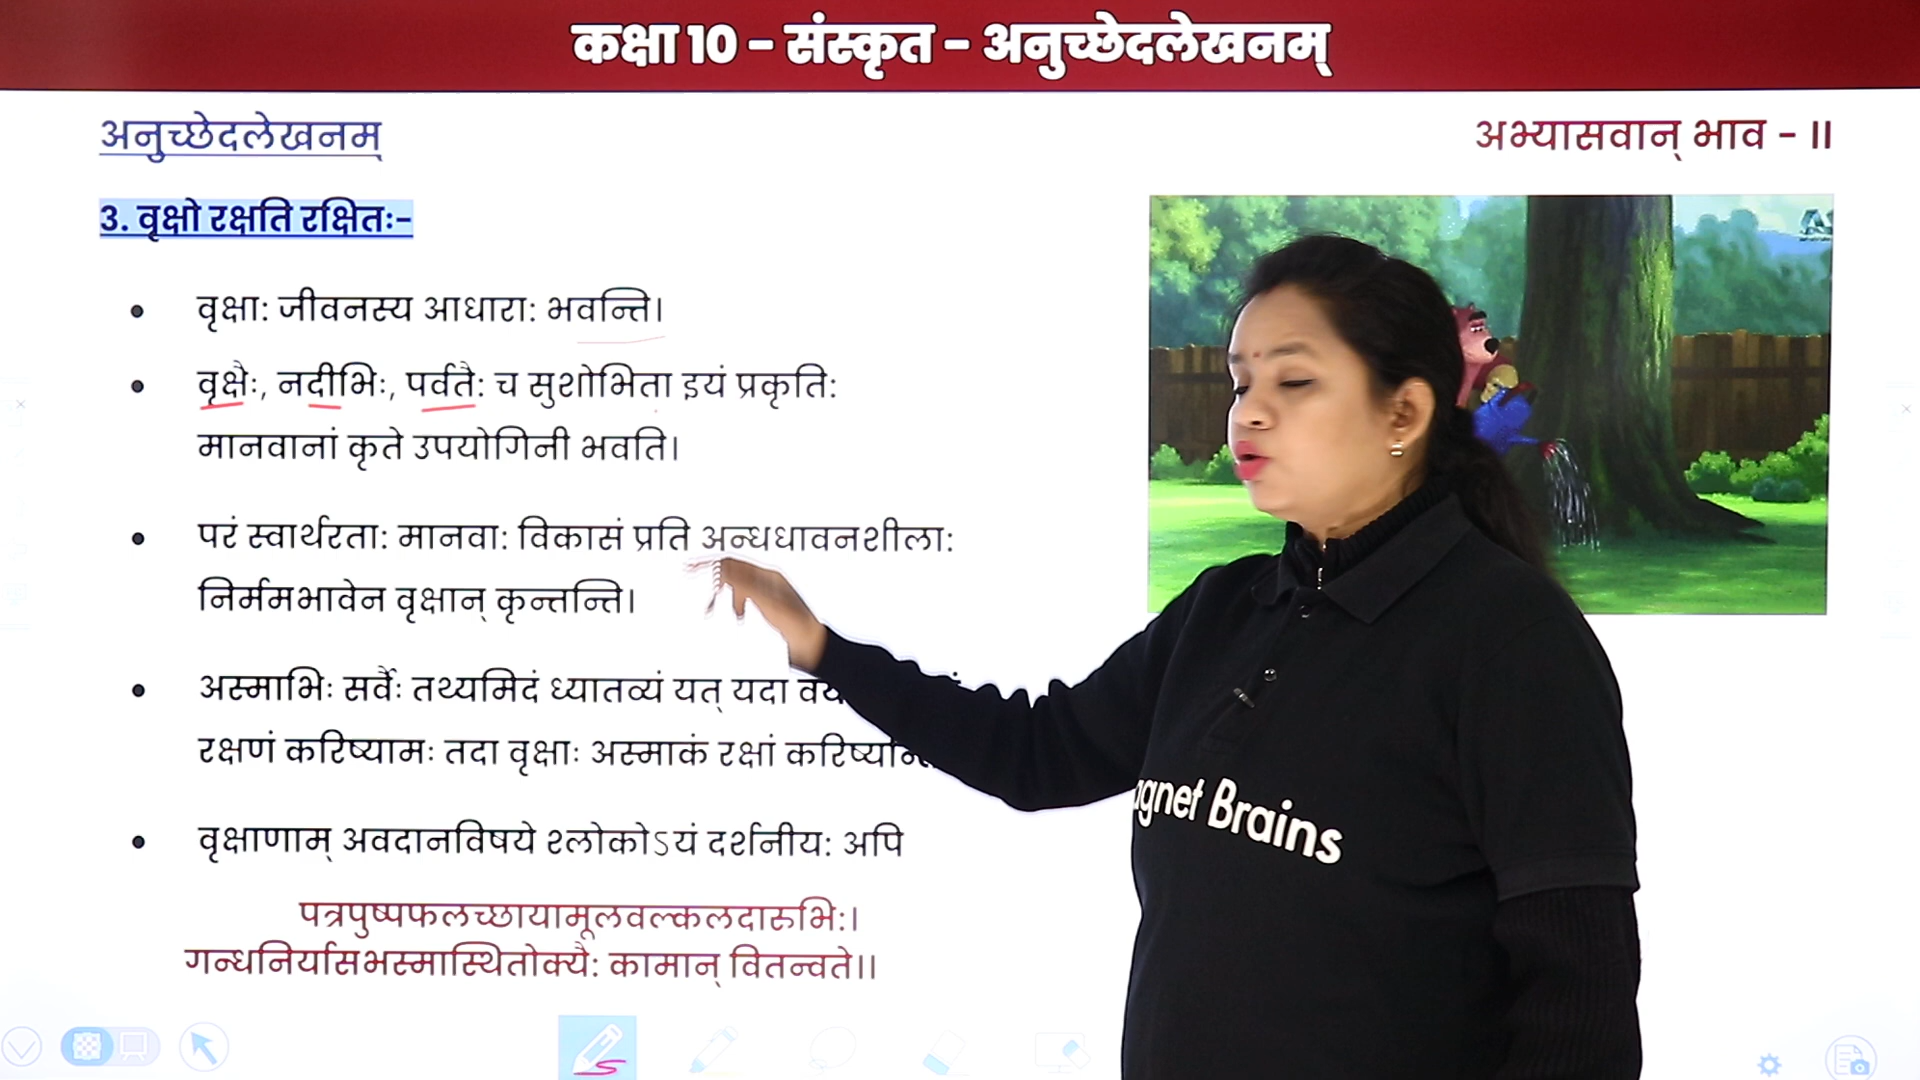 कक्षा 10 - संस्कृत - अनुच्छेदलेखनम्
अनुच्छेदलेखनम्
अभ्यासवान् भाव - II
3. वृक्षो रक्षति रक्षितः-
• वृक्षाः जीवनस्य आधाराः भवन्ति।
• वृक्षैः, नदीभिः, पर्वतैः च सुशोभिता इयं प्रकृतिः
मानवानां कृते उपयोगिनी भवति।
• परं स्वार्थरताः मानवाः विकासं प्रति अन्धधावनशीलाः
निर्ममभावेन वृक्षान् कृन्तन्ति।
• अस्माभिः सर्वैः तथ्यमिदं ध्यातव्यं यत् यदा
रक्षणं करिष्यामः तदा वृक्षाः अस्माकं रक्षां
• वृक्षाणाम् अवदानविषये श्लोकोऽयं दर्शनीयः अपि
पत्रपुष्पफलच्छायामूलवल्कलदारुभिः।
गन्धनिर्यासभस्मास्थितोक्यैः कामान् वितन्वते।।
Brains